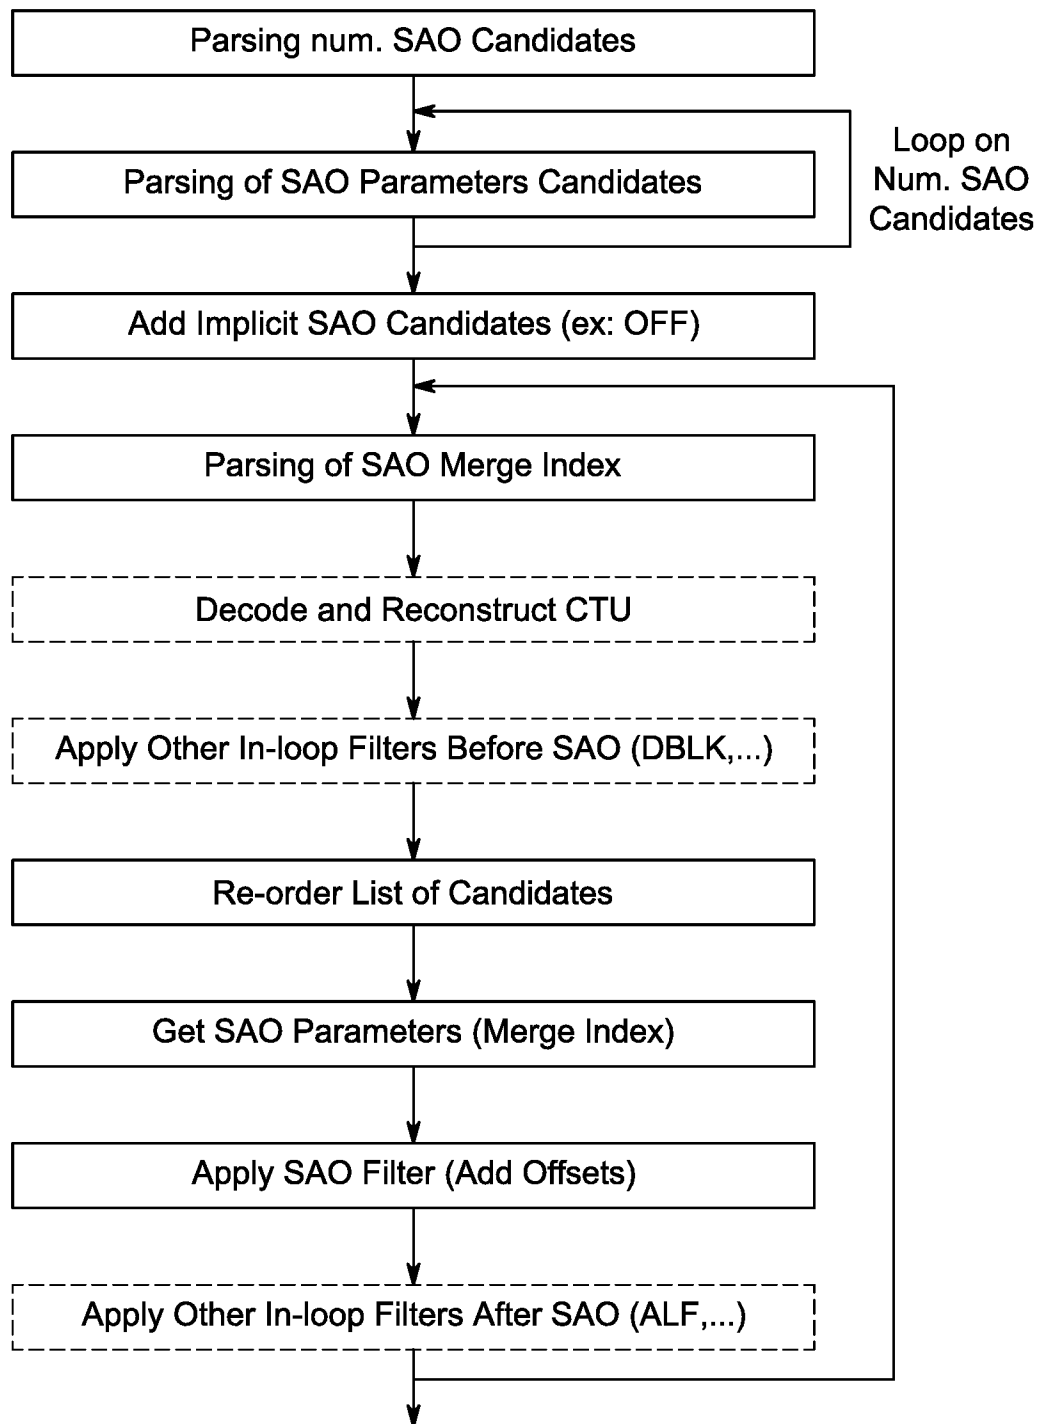 Parsing num. SAO Candidates
Loop on
Num. SAO
Candidates
Parsing of SAO Parameters Candidates
Add Implicit SAO Candidates (ex: OFF)
Parsing of SAO Merge Index
Decode and Reconstruct CTU
Apply Other In-loop Filters Before SAO (DBLK,...)
Re-order List of Candidates
Get SAO Parameters (Merge Index)
Apply SAO Filter (Add Offsets)
Apply Other In-loop Filters After SAO (ALF,...)